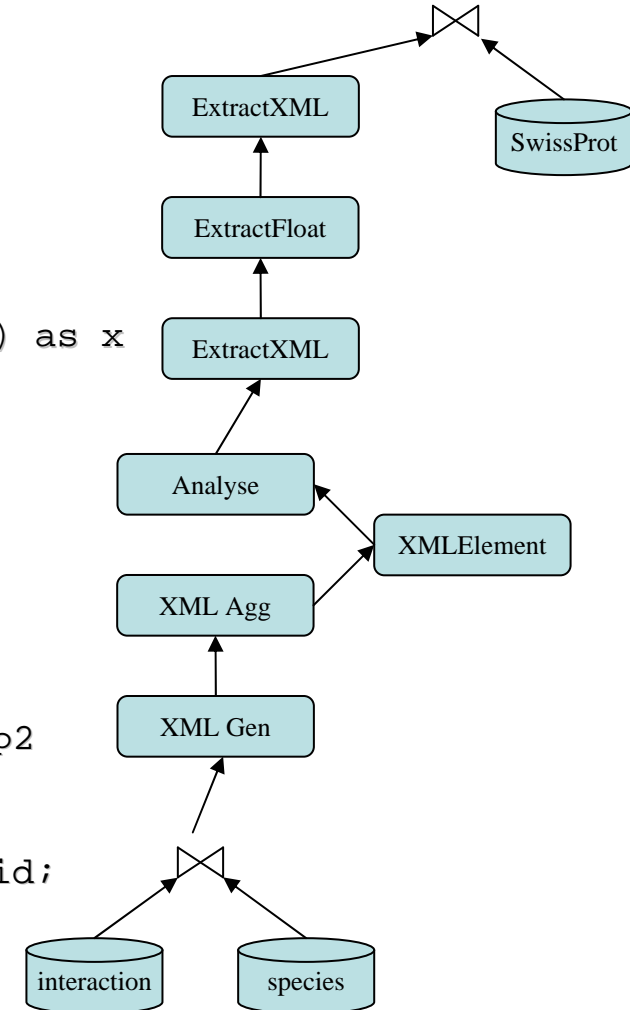 ExtractXML
SwissProt
ExtractFloat
) as x
ExtractXML
Analyse
XMLElement
XML Agg
XML Gen
p2
id;
interaction
species